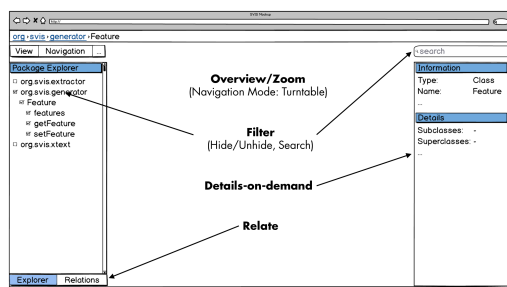 SVIS Mockup
http://
org›svis›generator›Feature
View Navigation ...
search
Package Explorer
org.svis.extractor
org.svis.generator
Feature
features
getFeature
setFeature
org.svis.xtext
Explorer Relations
Overview/Zoom
(Navigation Mode: Turntable)
Filter
(Hide/Unhide, Search)
Details-on-demand
Relate
Information
Type: Class
Name: Feature
...
Details
Subclasses: -
Superclasses: -
...